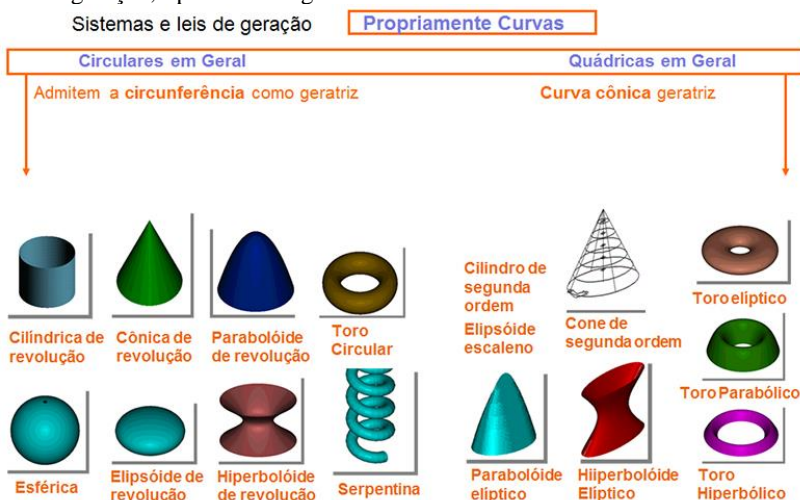 Sistemas e leis de geração
Propriamente Curvas
Circulares em Geral
Quádricas em Geral
Admitem a circunferência como geratriz
Curva cônica geratriz
Cilíndrica de
revolução
Cônica de
revolução
Parabolóide
de revolução
Toro
Circular
Cilindro de
segunda
ordem
Elipsóide
escaleno
Cone de
segunda ordem
Toro elíptico
Toro Parabólico
Esférica
Elipsóide de
revolução
Hiperbolóide
de revolução
Serpentina
Parabolóide
elíptico
Hiiperbolóide
Elíptico
Toro
Hiperbólico